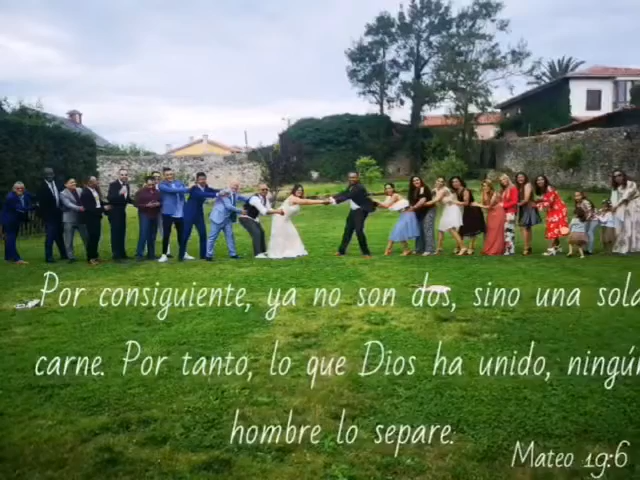 Por consiguiente, ya no son dos, sino una sola
carne. Por tanto, lo que Dios ha unido, ningún
hombre lo separe.
Mateo 19:6